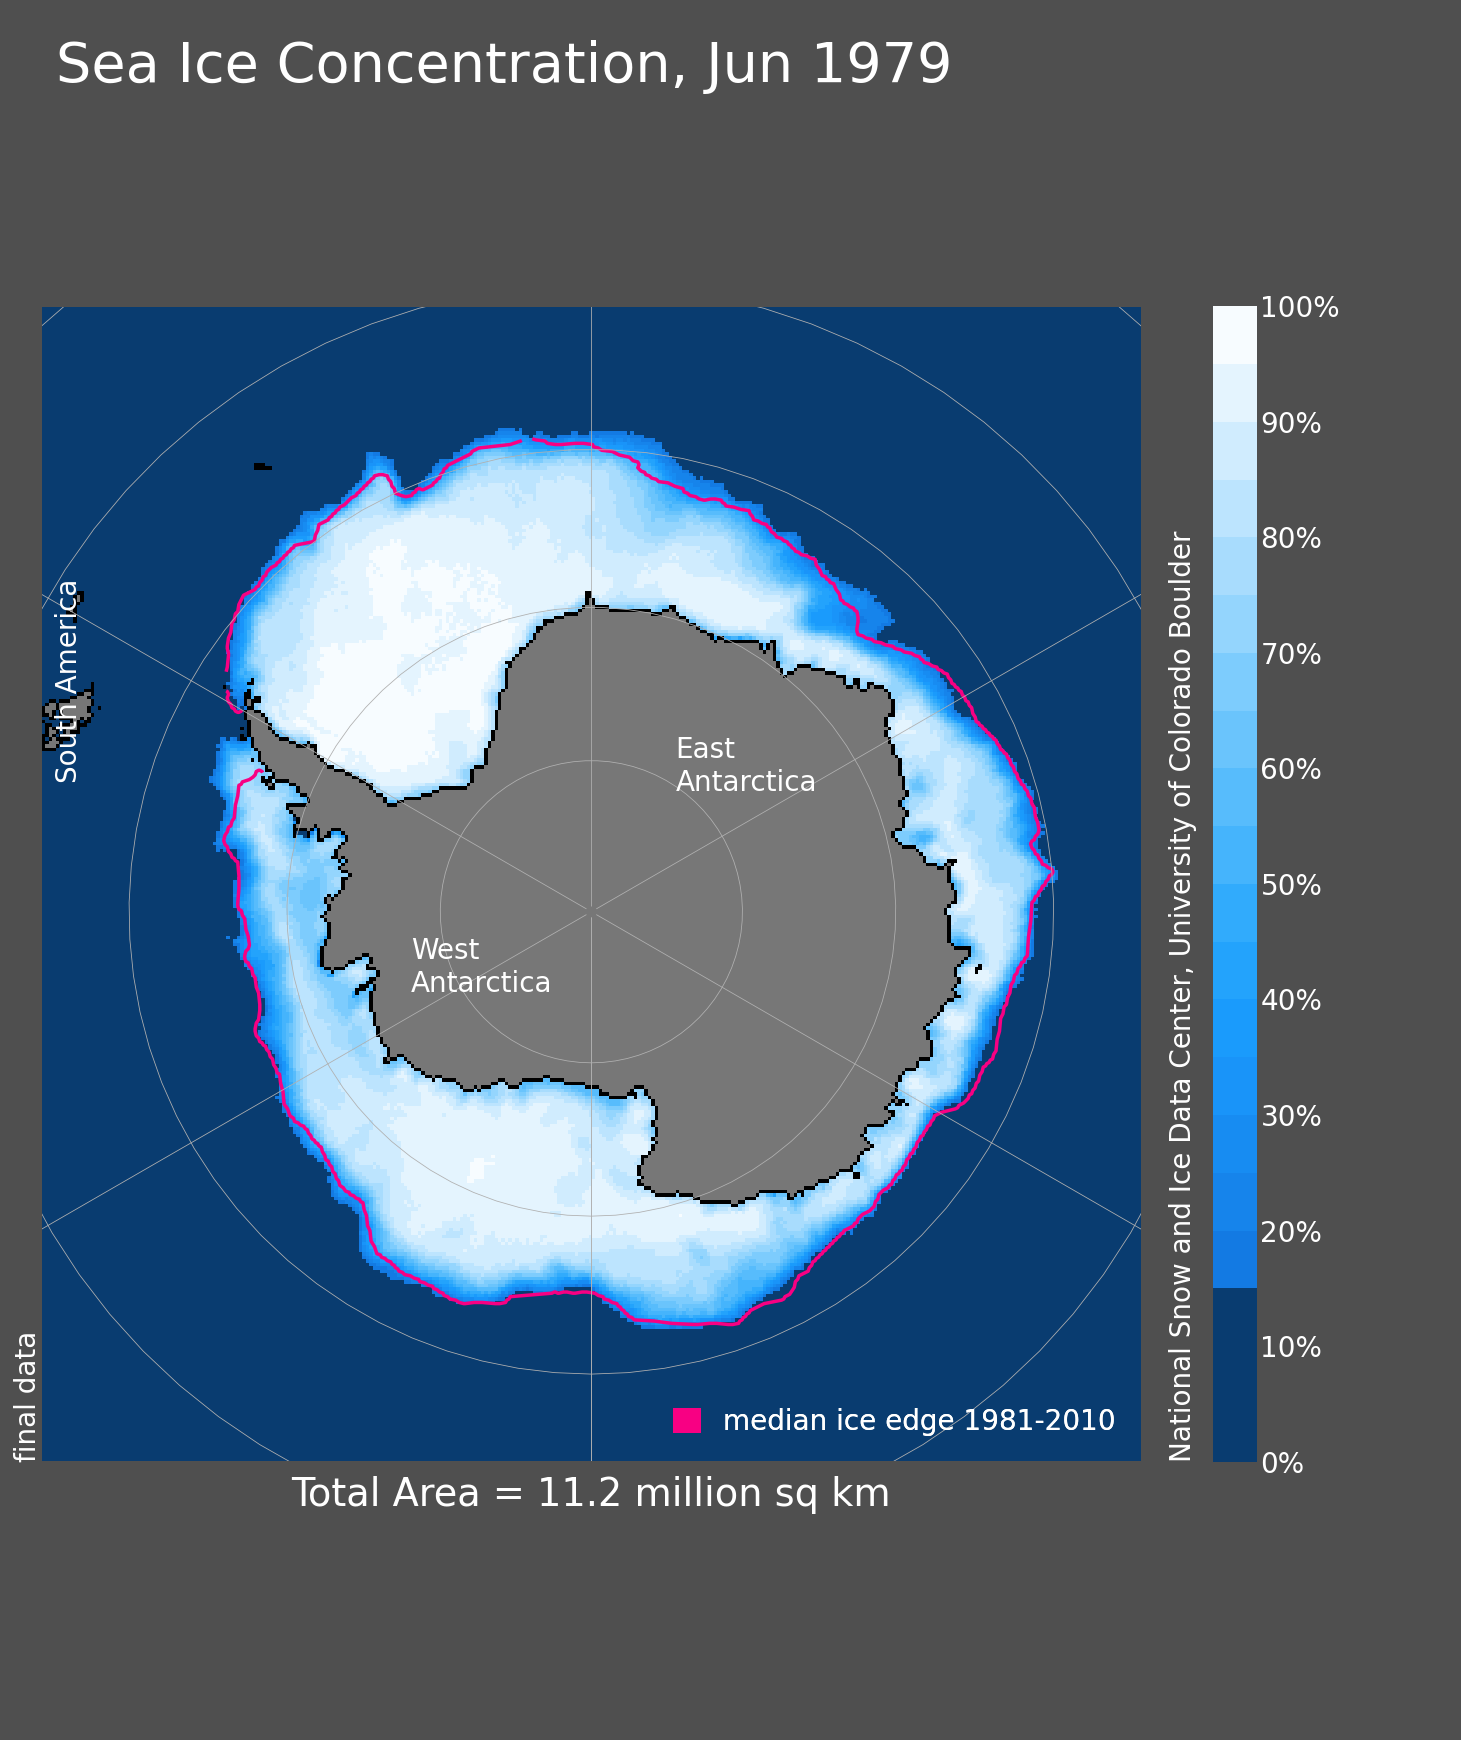 Sea Ice Concentration, Jun 1979
South America
East
Antarctica
West
Antarctica
median ice edge 1981-2010
final data
Total Area = 11.2 million sq km
National Snow and Ice Data Center, University of Colorado Boulder
100%
90%
80%
70%
60%
50%
40%
30%
20%
10%
0%